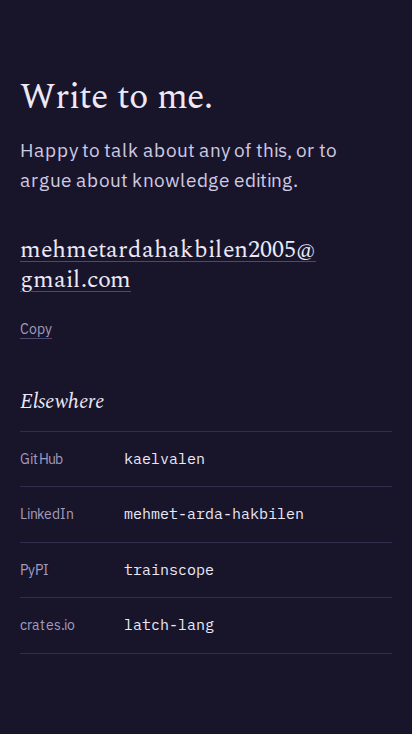 Write to me.
Happy to talk about any of this, or to
argue about knowledge editing.
mehmetardahakbilen2005@
gmail.com
Copy
Elsewhere
GitHub kaelvalen
LinkedIn mehmet-arda-hakbilen
PyPI trainscope
crates.io latch-lang